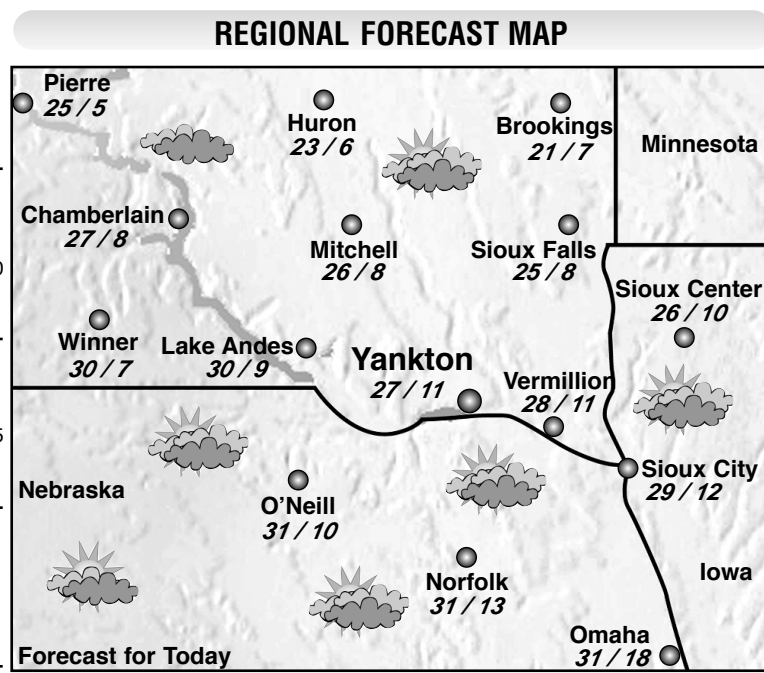 REGIONAL FORECAST MAP
Pierre
25 / 5
Huron
23 / 6
Brookings
21 / 7
Minnesota
Chamberlain
27 / 8
Mitchell
26 / 8
Sioux Falls
25 / 8
Sioux Center
26 / 10
Winner
30 / 7
Lake Andes
30 / 9
Yankton
27 / 11
Vermillion
28 / 11
Nebraska
O'Neill
31 / 10
Sioux City
29 / 12
Norfolk
31 / 13
Iowa
Omaha
31 / 18
Forecast for Today